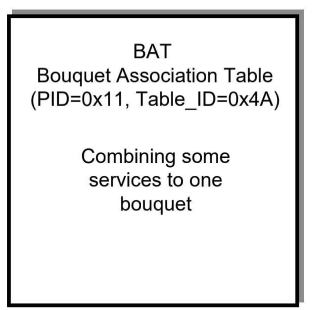 BAT
Bouquet Association Table
(PID=0x11, Table_ID=0x4A)
Combining some
services to one
bouquet